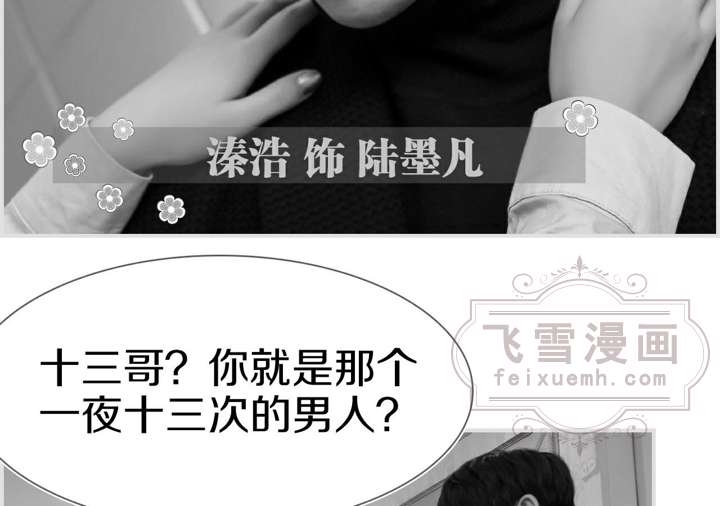 溱浩 饰 陆墨凡
飞雪漫画
feixuemh.com
十三哥？你就是那个
一夜十三次的男人？